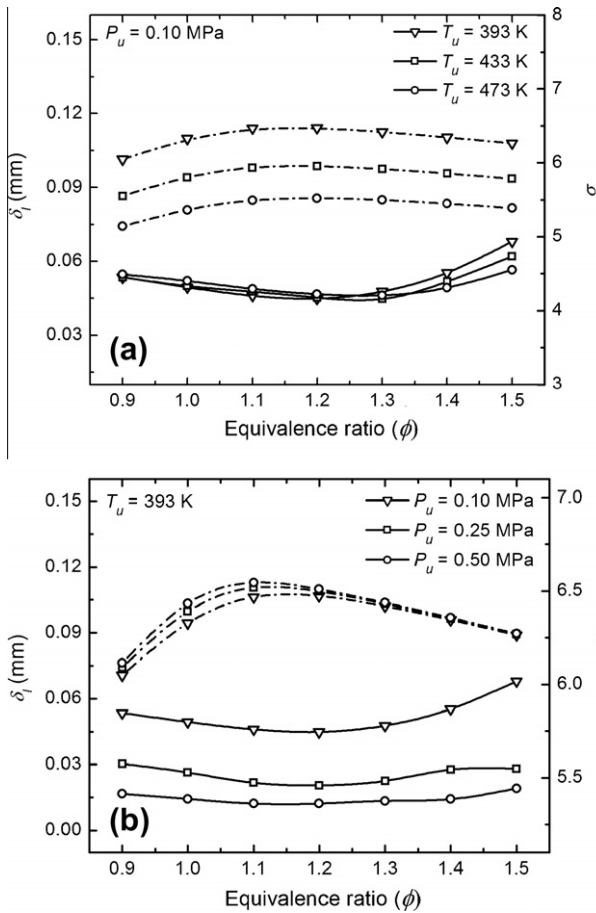 (a)
P_u = 0.10 MPa
T_u = 393 K
T_u = 433 K
T_u = 473 K
0.15
0.12
0.09
0.06
0.03
δ_l (mm)
8
7
6
5
4
3
σ
0.9 1.0 1.1 1.2 1.3 1.4 1.5
Equivalence ratio (ϕ)
(b)
T_u = 393 K
P_u = 0.10 MPa
P_u = 0.25 MPa
P_u = 0.50 MPa
0.15
0.12
0.09
0.06
0.03
0.00
δ_l (mm)
7.0
6.5
6.0
5.5
0.9 1.0 1.1 1.2 1.3 1.4 1.5
Equivalence ratio (ϕ)